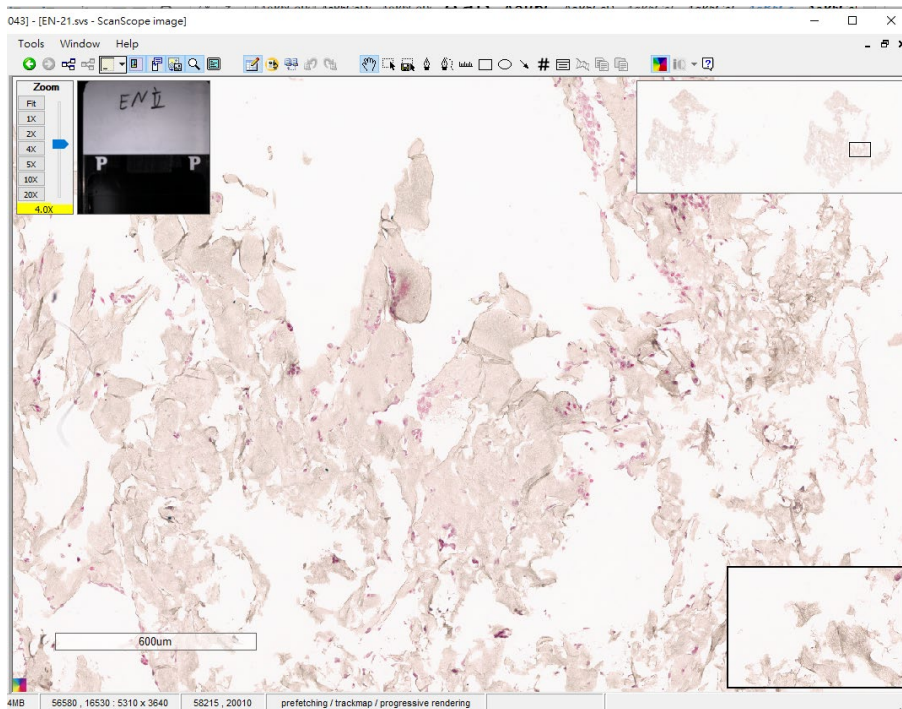 043] - [EN-21.svs - ScanScope image]
Tools Window Help
Zoom
Fit
1X
2X
4X
5X
10X
20X
4.0X
EN II
P P
600um
4MB 56580 , 16530 : 5310 x 3640 58215 , 20010 prefetching / trackmap / progressive rendering